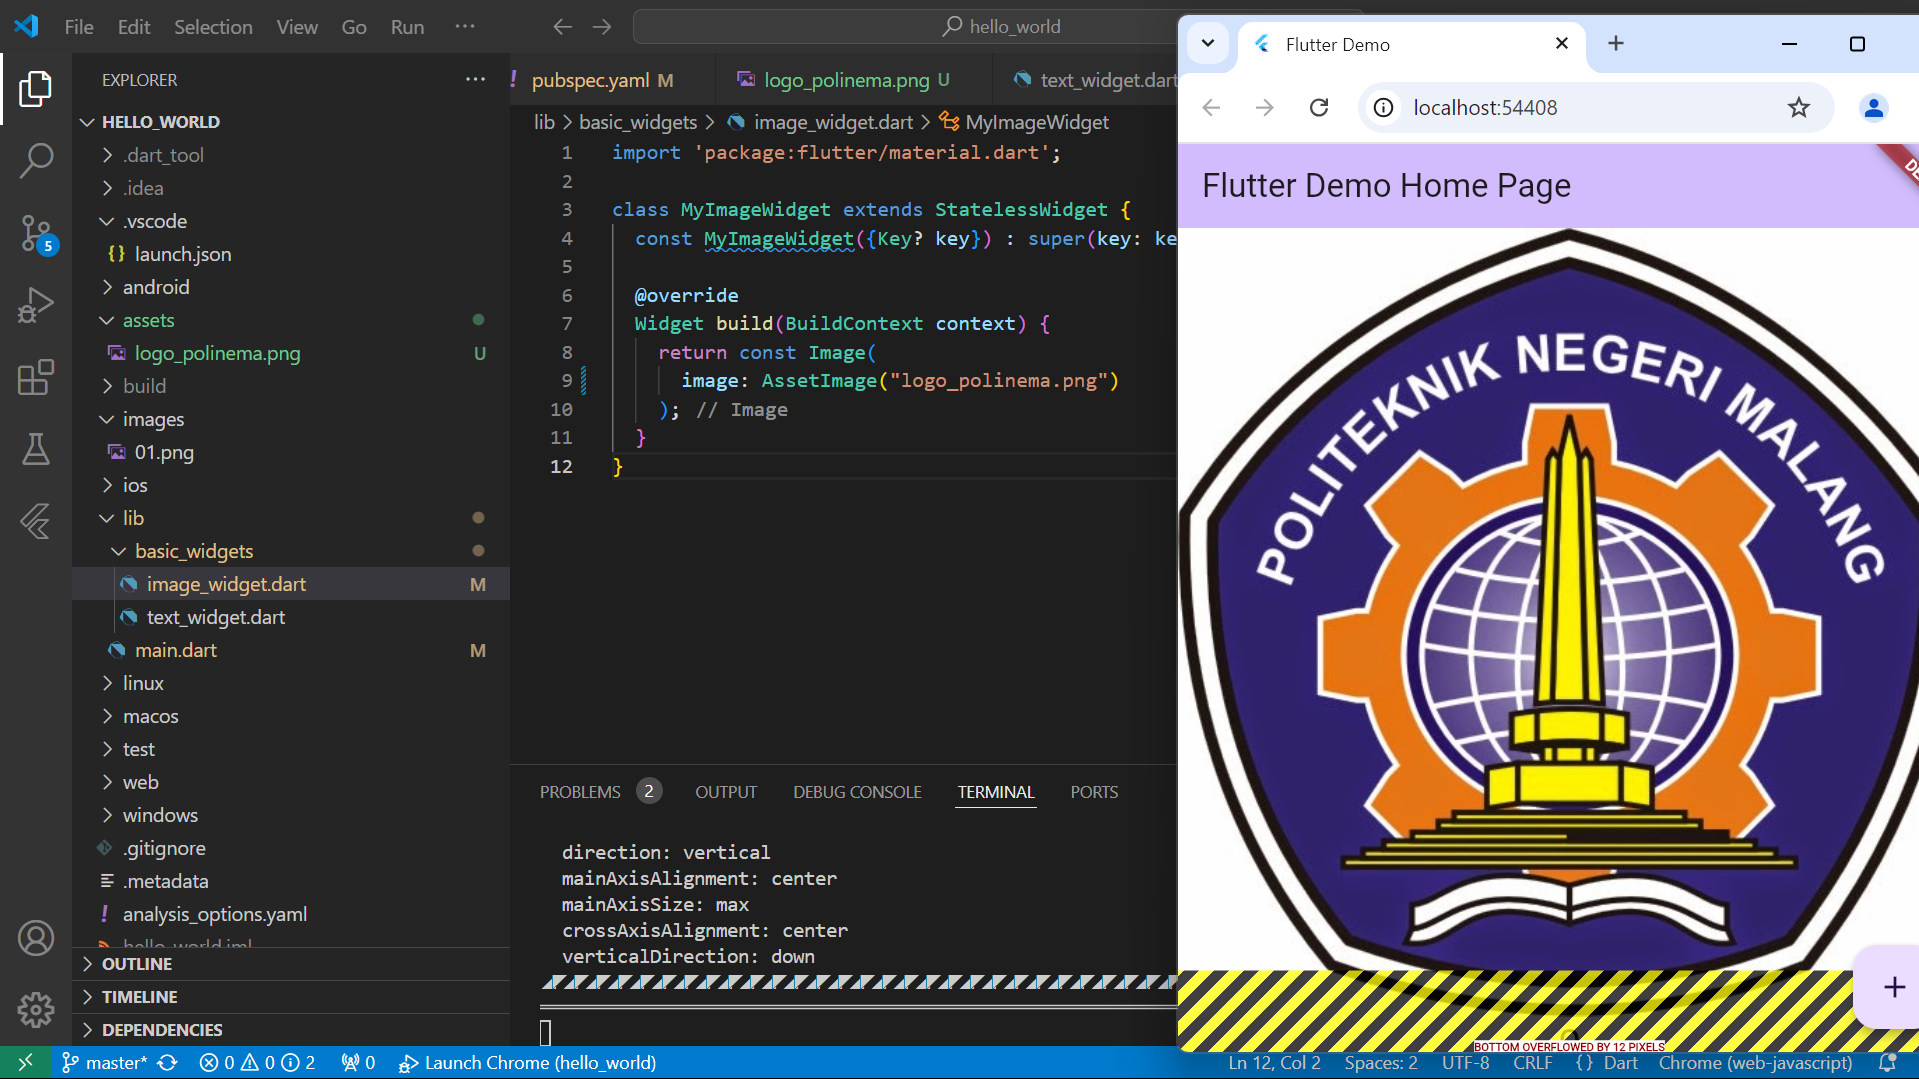 File Edit Selection View Go Run ···
hello_world
EXPLORER ···
HELLO_WORLD
.dart_tool
.idea
.vscode
{} launch.json
android
assets
logo_polinema.png U
build
images
01.png
ios
lib
basic_widgets
image_widget.dart M
text_widget.dart
main.dart M
linux
macos
test
web
windows
.gitignore
.metadata
! analysis_options.yaml
hello_world.iml
OUTLINE
TIMELINE
DEPENDENCIES
5
! pubspec.yaml M
logo_polinema.png U
text_widget.dart
lib > basic_widgets > image_widget.dart > MyImageWidget
1 import 'package:flutter/material.dart';
2
3 class MyImageWidget extends StatelessWidget {
4 const MyImageWidget({Key? key}) : super(key: ke
5
6 @override
7 Widget build(BuildContext context) {
8 return const Image(
9 image: AssetImage("logo_polinema.png")
10 ); // Image
11 }
12 }
PROBLEMS 2 OUTPUT DEBUG CONSOLE TERMINAL PORTS
direction: vertical
mainAxisAlignment: center
mainAxisSize: max
crossAxisAlignment: center
verticalDirection: down
Flutter Demo
localhost:54408
Flutter Demo Home Page
DE
POLITEKNIK NEGERI MALANG
+
BOTTOM OVERFLOWED BY 12 PIXELS
master* 0 0 2 0 Launch Chrome (hello_world) Ln 12, Col 2 Spaces: 2 UTF-8 CRLF {} Dart Chrome (web-javascript)